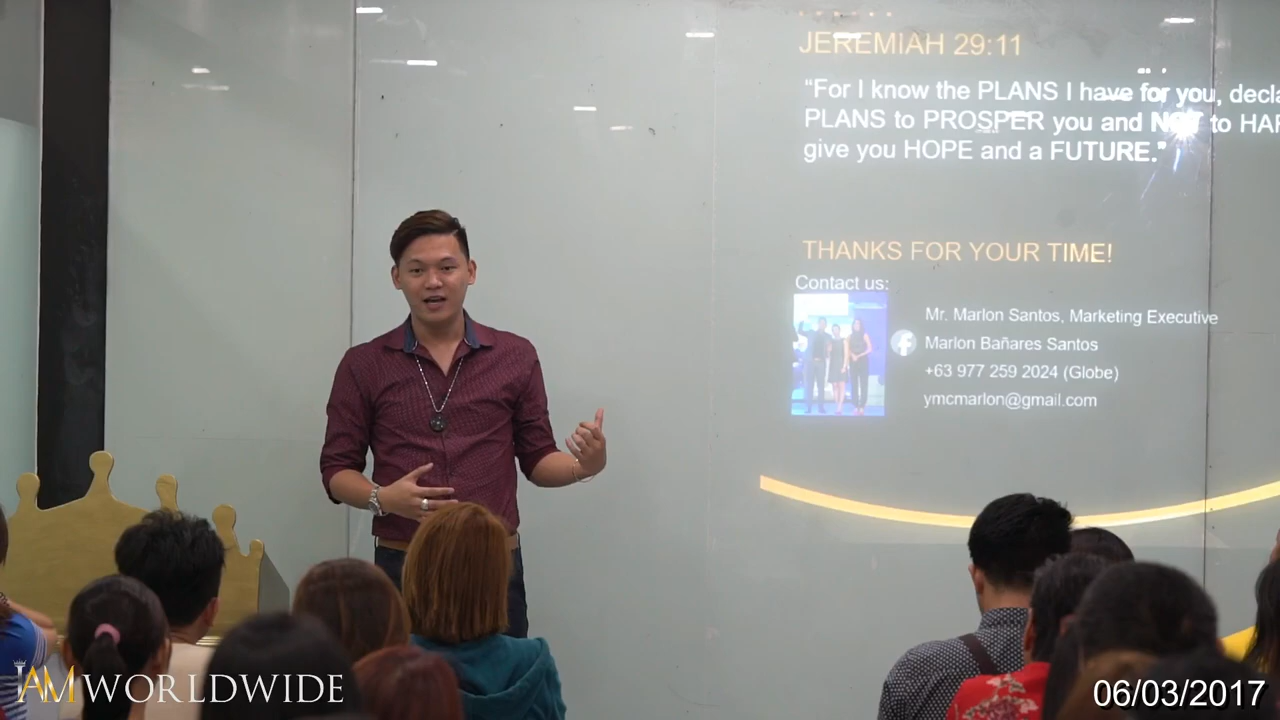 JEREMIAH 29:11
“For I know the PLANS I have for you,
PLANS to PROSPER you and NOT to
give you HOPE and a FUTURE.”
THANKS FOR YOUR TIME!
Contact us:
Mr. Marlon Santos, Marketing Executive
Marlon Bañares Santos
+63 977 259 2024 (Globe)
ymcmarlon@gmail.com
IAM WORLDWIDE
06/03/2017